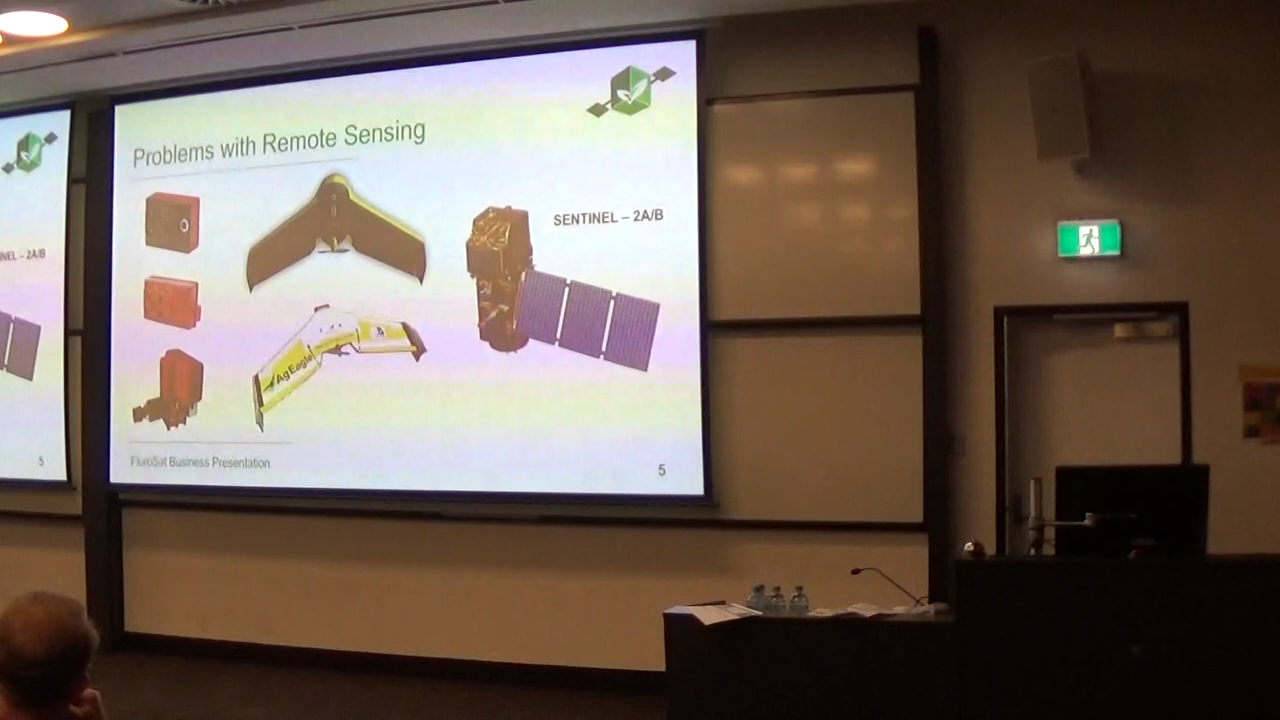 Problems with Remote Sensing
SENTINEL – 2A/B
NEL – 2A/B
AgEagle
FluroSat Business Presentation
5
5